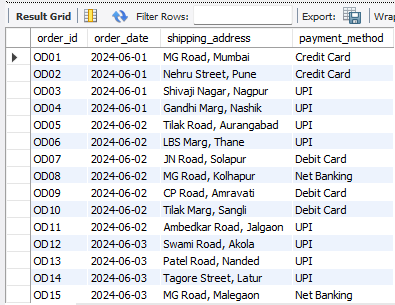 Result Grid Filter Rows: Export: Wrap
order_id order_date shipping_address payment_method
OD01 2024-06-01 MG Road, Mumbai Credit Card
OD02 2024-06-01 Nehru Street, Pune Credit Card
OD03 2024-06-01 Shivaji Nagar, Nagpur UPI
OD04 2024-06-01 Gandhi Marg, Nashik UPI
OD05 2024-06-02 Tilak Road, Aurangabad UPI
OD06 2024-06-02 LBS Marg, Thane UPI
OD07 2024-06-02 JN Road, Solapur Debit Card
OD08 2024-06-02 MG Road, Kolhapur Net Banking
OD09 2024-06-02 CP Road, Amravati Debit Card
OD10 2024-06-02 Tilak Marg, Sangli Debit Card
OD11 2024-06-02 Ambedkar Road, Jalgaon UPI
OD12 2024-06-03 Swami Road, Akola UPI
OD13 2024-06-03 Patel Road, Nanded UPI
OD14 2024-06-03 Tagore Street, Latur UPI
OD15 2024-06-03 MG Road, Malegaon Net Banking